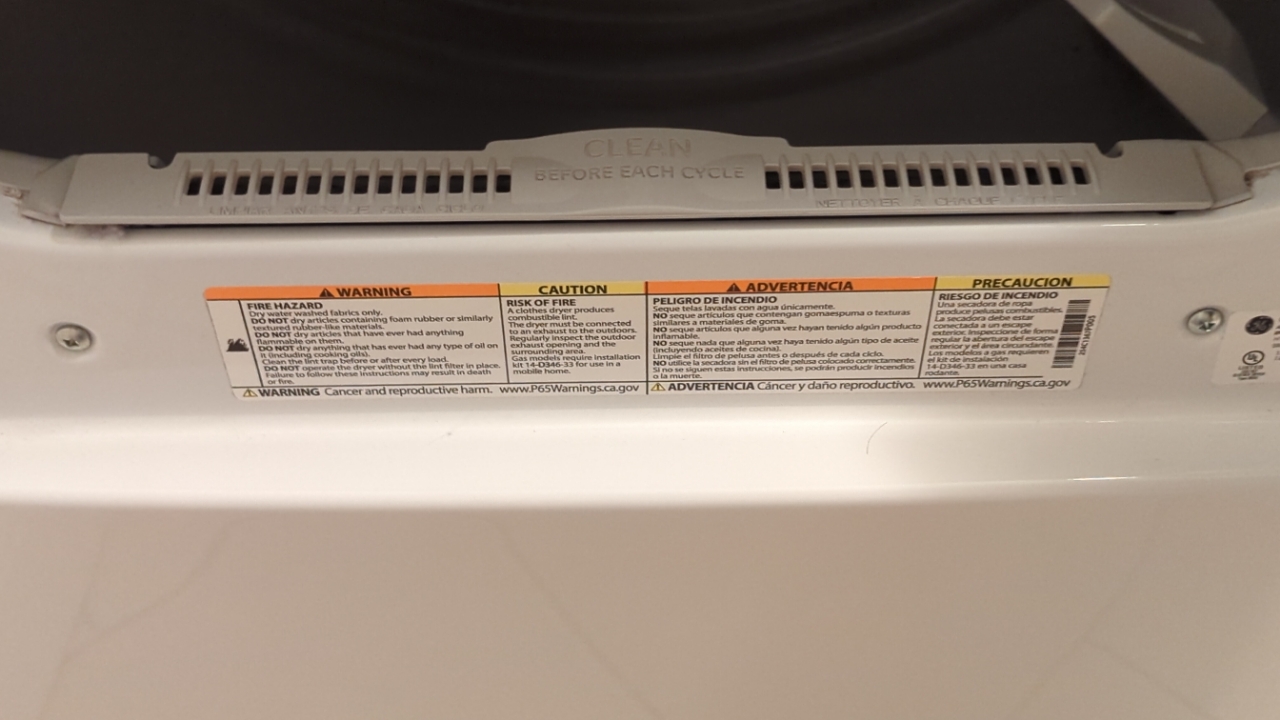 CLEAN
BEFORE EACH CYCLE
NETTOYER À CHAQUE
WARNING
FIRE HAZARD
Dry water washed fabrics only.
DO NOT dry articles containing foam rubber or similarly
textured rubber-like materials.
DO NOT dry articles that have ever had anything
flammable on them.
DO NOT dry anything that has ever had any type of oil on
it (including cooking oils).
Clean the lint trap before or after every load.
DO NOT operate the dryer without the lint filter in place.
Failure to follow these instructions may result in death
or fire.
CAUTION
RISK OF FIRE
A clothes dryer produces
combustible lint.
The dryer must be connected
to an exhaust to the outdoors.
Regularly inspect the outdoor
exhaust opening and the
surrounding area.
Gas models require installation
kit 14-D346-33 for use in a
mobile home.
ADVERTENCIA
PELIGRO DE INCENDIO
Seque telas lavadas con agua únicamente.
NO seque artículos que contengan gomaespuma o texturas
similares a materiales de goma.
NO seque artículos que alguna vez hayan tenido algún producto
inflamable.
NO seque nada que alguna vez haya tenido algún tipo de aceite
(incluyendo aceites de cocina).
Limpie el filtro de pelusa antes o después de cada ciclo.
NO utilice la secadora sin el filtro de pelusa colocado correctamente.
Si no se siguen estas instrucciones, se podrán producir incendios
o la muerte.
PRECAUCION
RIESGO DE INCENDIO
Una secadora de ropa
produce pelusas combustibles.
La secadora debe estar
conectada a un escape
exterior. Inspeccione de forma
regular la abertura del escape
exterior y el área circundante.
Los modelos a gas requieren
el kit de instalación
14-D346-33 en una casa
rodante.
WARNING Cancer and reproductive harm. www.P65Warnings.ca.gov
ADVERTENCIA Cáncer y daño reproductivo. www.P65Warnings.ca.gov